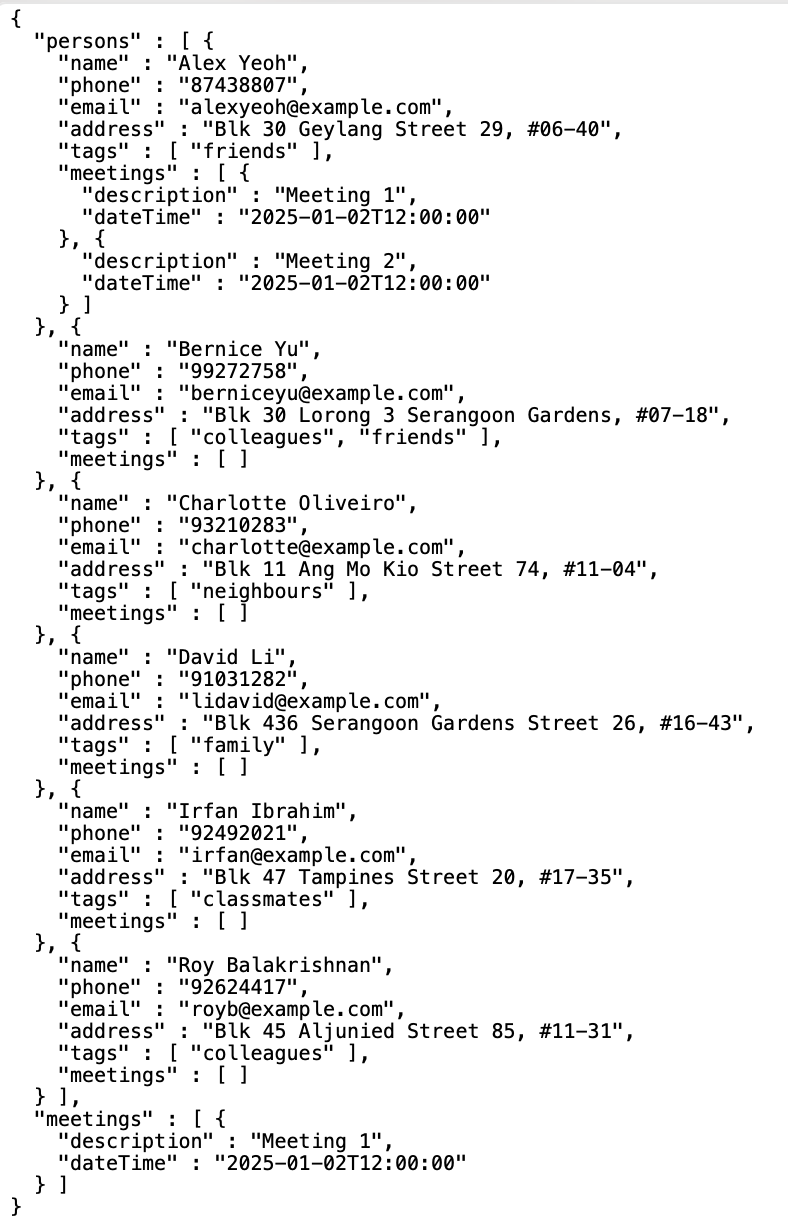 {
  "persons" : [ {
    "name" : "Alex Yeoh",
    "phone" : "87438807",
    "email" : "alexyeoh@example.com",
    "address" : "Blk 30 Geylang Street 29, #06-40",
    "tags" : [ "friends" ],
    "meetings" : [ {
      "description" : "Meeting 1",
      "dateTime" : "2025-01-02T12:00:00"
    }, {
      "description" : "Meeting 2",
      "dateTime" : "2025-01-02T12:00:00"
    } ]
  }, {
    "name" : "Bernice Yu",
    "phone" : "99272758",
    "email" : "berniceyu@example.com",
    "address" : "Blk 30 Lorong 3 Serangoon Gardens, #07-18",
    "tags" : [ "colleagues", "friends" ],
    "meetings" : [ ]
  }, {
    "name" : "Charlotte Oliveiro",
    "phone" : "93210283",
    "email" : "charlotte@example.com",
    "address" : "Blk 11 Ang Mo Kio Street 74, #11-04",
    "tags" : [ "neighbours" ],
    "meetings" : [ ]
  }, {
    "name" : "David Li",
    "phone" : "91031282",
    "email" : "lidavid@example.com",
    "address" : "Blk 436 Serangoon Gardens Street 26, #16-43",
    "tags" : [ "family" ],
    "meetings" : [ ]
  }, {
    "name" : "Irfan Ibrahim",
    "phone" : "92492021",
    "email" : "irfan@example.com",
    "address" : "Blk 47 Tampines Street 20, #17-35",
    "tags" : [ "classmates" ],
    "meetings" : [ ]
  }, {
    "name" : "Roy Balakrishnan",
    "phone" : "92624417",
    "email" : "royb@example.com",
    "address" : "Blk 45 Aljunied Street 85, #11-31",
    "tags" : [ "colleagues" ],
    "meetings" : [ ]
  } ],
  "meetings" : [ {
    "description" : "Meeting 1",
    "dateTime" : "2025-01-02T12:00:00"
  } ]
}